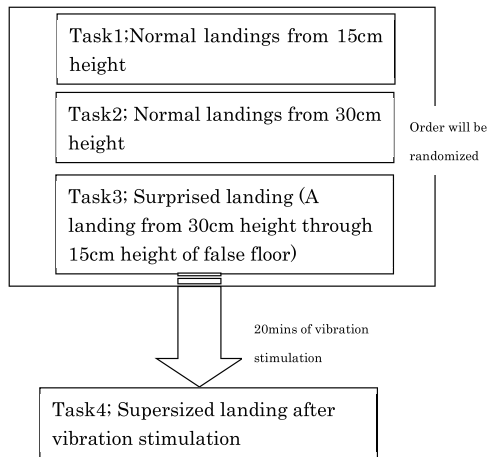 Task1;Normal landings from 15cm
height
Task2; Normal landings from 30cm
height
Order will be
randomized
Task3; Surprised landing (A
landing from 30cm height through
15cm height of false floor)
20mins of vibration
stimulation
Task4; Supersized landing after
vibration stimulation